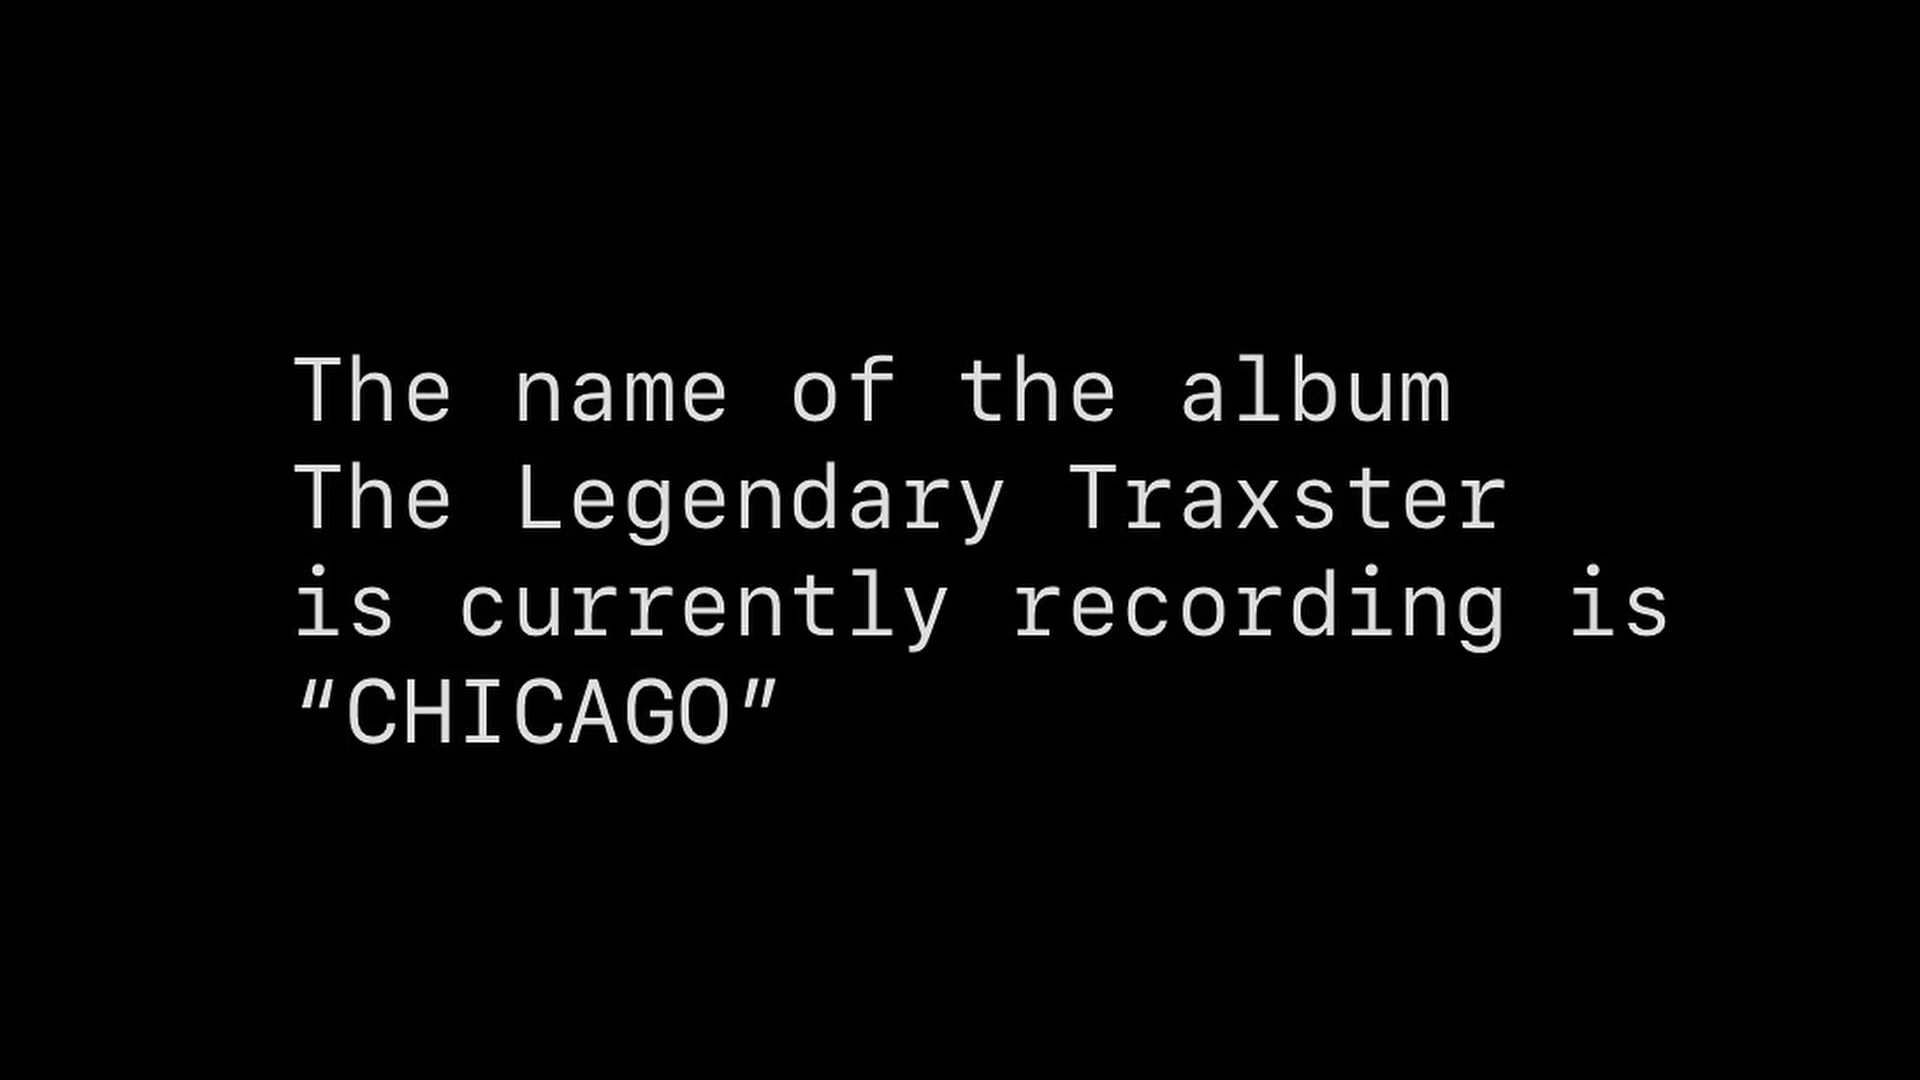 The name of the album
The Legendary Traxster
is currently recording is
“CHICAGO”